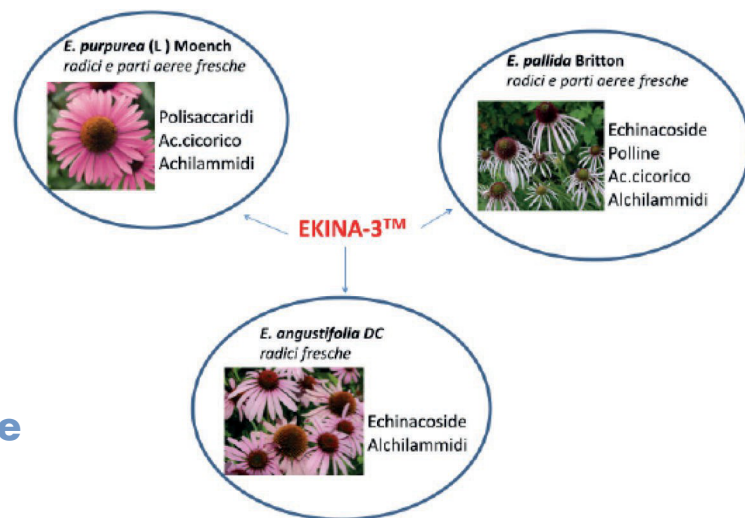 E. purpurea (L ) Moench
radici e parti aeree fresche
Polisaccaridi
Ac.cicorico
Achilammidi
E. pallida Britton
radici e parti aeree fresche
Echinacoside
Polline
Ac.cicorico
Alchilammidi
EKINA-3™
E. angustifolia DC
radici fresche
Echinacoside
Alchilammidi
e